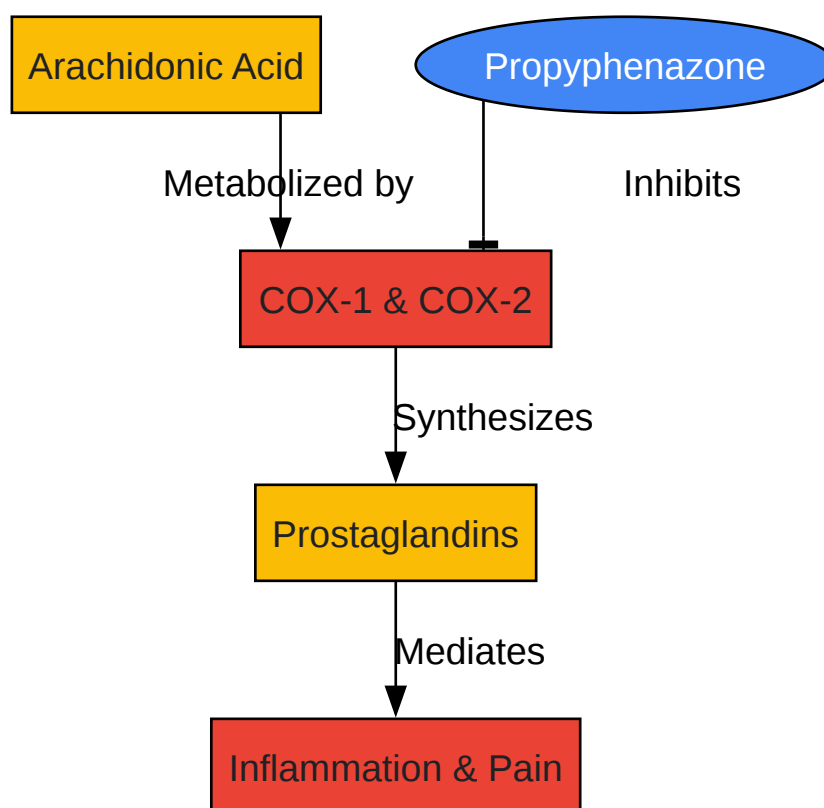 Arachidonic Acid
Propyphenazone
Metabolized by
Inhibits
COX-1 & COX-2
Synthesizes
Prostaglandins
Mediates
Inflammation & Pain